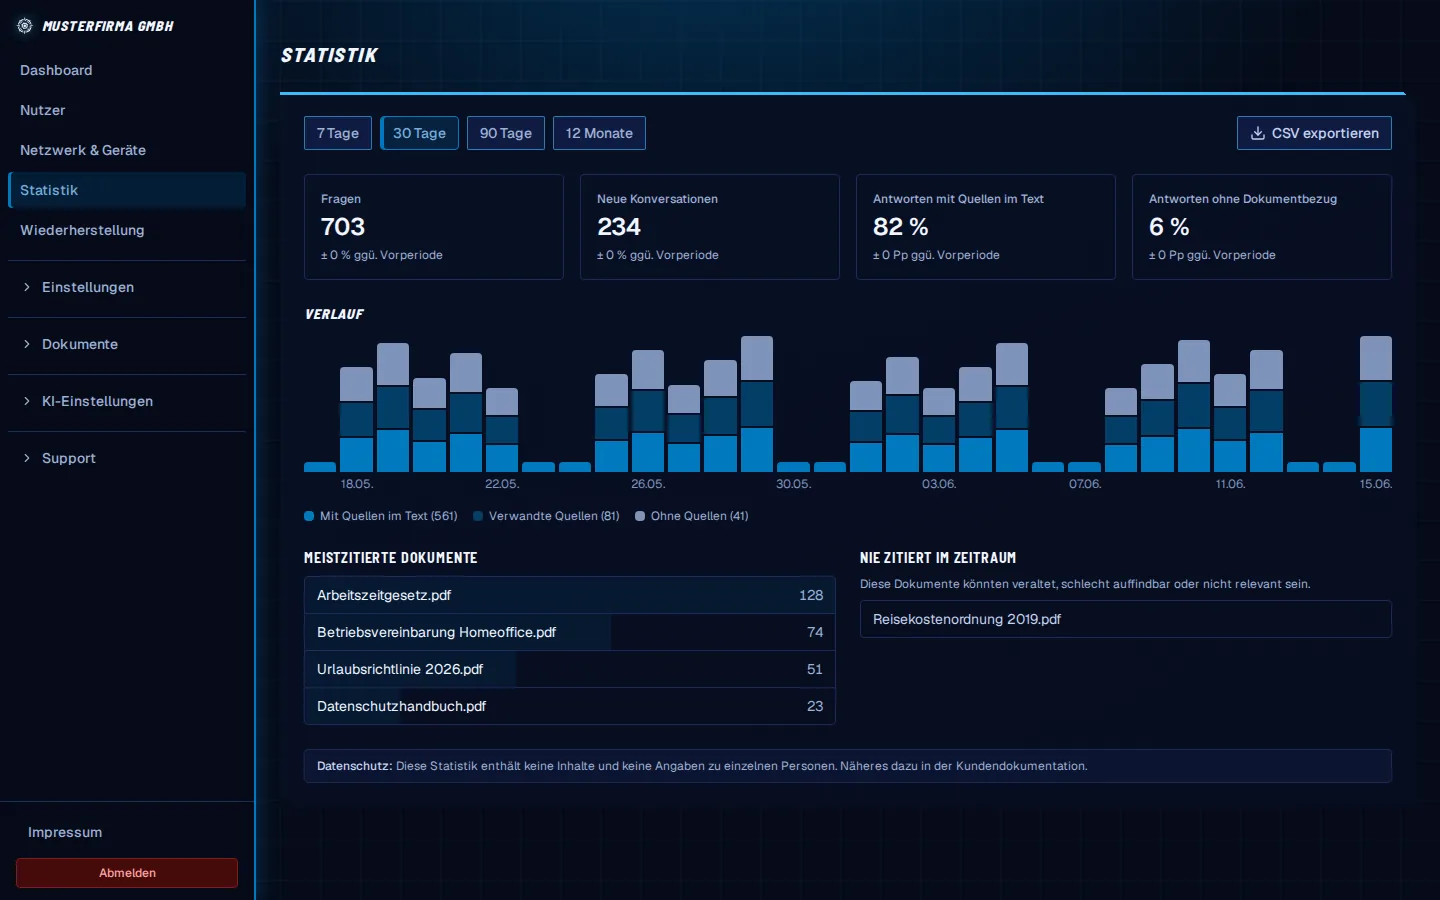 MUSTERFIRMA GMBH
Dashboard
Nutzer
Netzwerk & Geräte
Statistik
Wiederherstellung
Einstellungen
Dokumente
KI-Einstellungen
Support
Impressum
Abmelden
STATISTIK
7 Tage 30 Tage 90 Tage 12 Monate CSV exportieren
Fragen
703
± 0 % ggü. Vorperiode
Neue Konversationen
234
± 0 % ggü. Vorperiode
Antworten mit Quellen im Text
82 %
± 0 Pp ggü. Vorperiode
Antworten ohne Dokumentbezug
6 %
± 0 Pp ggü. Vorperiode
VERLAUF
18.05. 22.05. 26.05. 30.05. 03.06. 07.06. 11.06. 15.06.
Mit Quellen im Text (561) Verwandte Quellen (81) Ohne Quellen (41)
MEISTZITIERTE DOKUMENTE
Arbeitszeitgesetz.pdf 128
Betriebsvereinbarung Homeoffice.pdf 74
Urlaubsrichtlinie 2026.pdf 51
Datenschutzhandbuch.pdf 23
NIE ZITIERT IM ZEITRAUM
Diese Dokumente könnten veraltet, schlecht auffindbar oder nicht relevant sein.
Reisekostenordnung 2019.pdf
Datenschutz: Diese Statistik enthält keine Inhalte und keine Angaben zu einzelnen Personen. Näheres dazu in der Kundendokumentation.